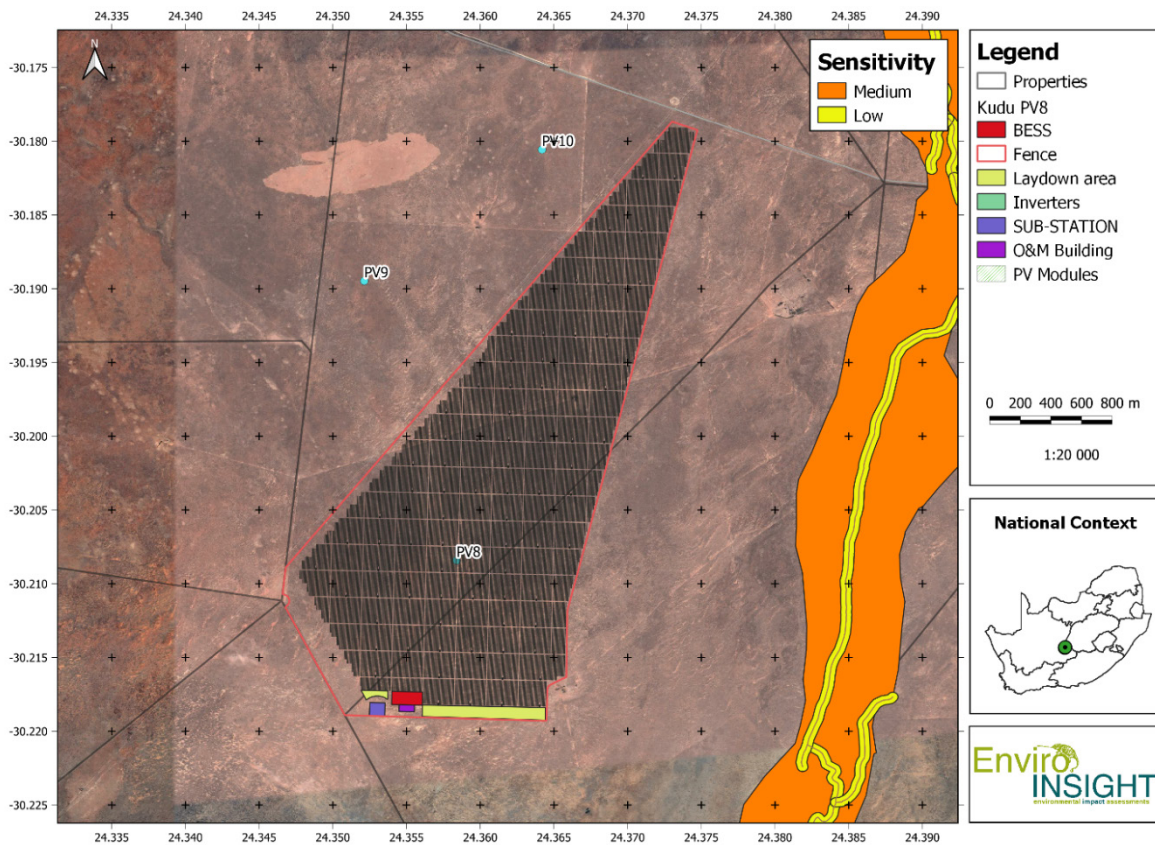 24.335 24.340 24.345 24.350 24.355 24.360 24.365 24.370 24.375 24.380 24.385 24.390
N
-30.175
-30.180
-30.185
-30.190
-30.195
-30.200
-30.205
-30.210
-30.215
-30.220
-30.225
PV10
PV9
PV8
Sensitivity
Medium
Low
24.335 24.340 24.345 24.350 24.355 24.360 24.365 24.370 24.375 24.380 24.385 24.390
Legend
Properties
Kudu PV8
BESS
Fence
Laydown area
Inverters
SUB-STATION
O&M Building
PV Modules
0 200 400 600 800 m
1:20 000
National Context
Enviro
INSIGHT
environmental impact assessments